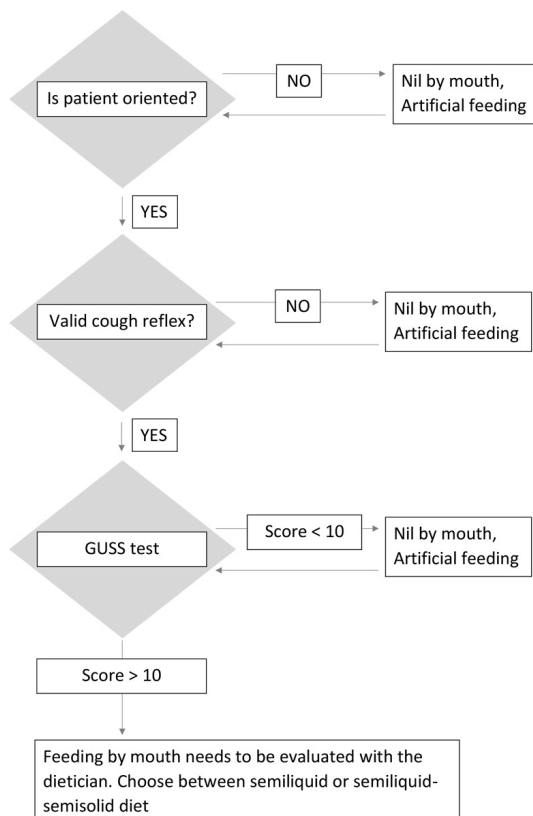 Is patient oriented?
NO
Nil by mouth,
Artificial feeding
YES
Valid cough reflex?
NO
Nil by mouth,
Artificial feeding
YES
GUSS test
Score < 10
Nil by mouth,
Artificial feeding
Score > 10
Feeding by mouth needs to be evaluated with the
dietician. Choose between semiliquid or semiliquid-
semisolid diet